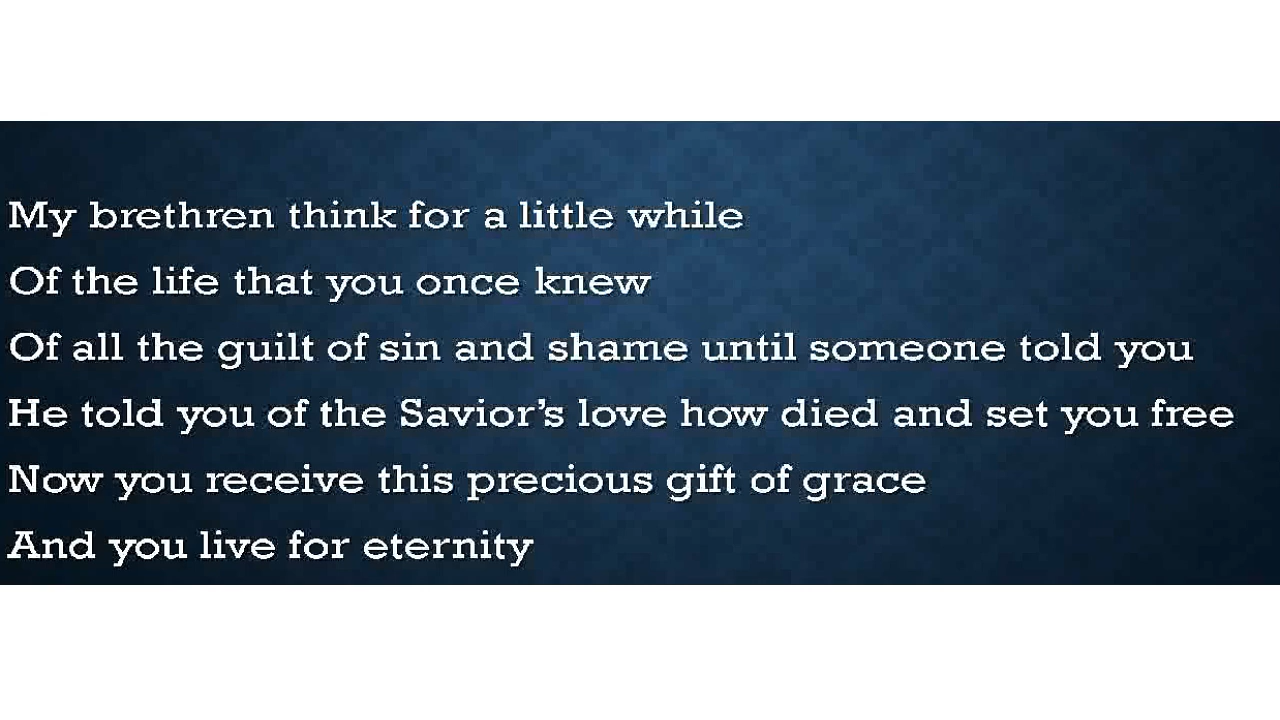 My brethren think for a little while
Of the life that you once knew
Of all the guilt of sin and shame until someone told you
He told you of the Savior’s love how died and set you free
Now you receive this precious gift of grace
And you live for eternity